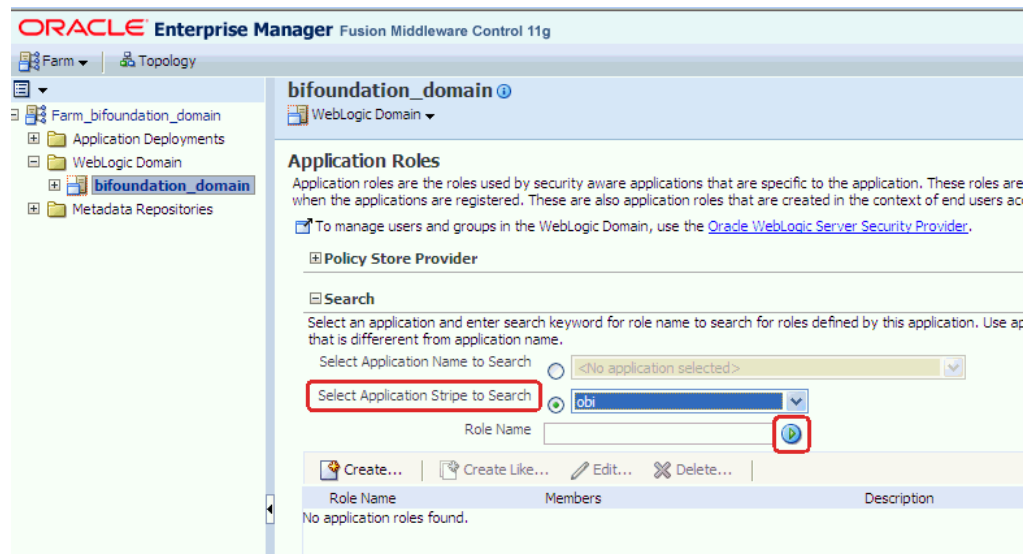 ORACLE Enterprise Manager Fusion Middleware Control 11g
Farm Topology
Farm_bifoundation_domain
Application Deployments
WebLogic Domain
bifoundation_domain
Metadata Repositories
bifoundation_domain
WebLogic Domain
Application Roles
Application roles are the roles used by security aware applications that are specific to the application. These roles are
when the applications are registered. These are also application roles that are created in the context of end users acc
To manage users and groups in the WebLogic Domain, use the Oracle WebLogic Server Security Provider.
Policy Store Provider
Search
Select an application and enter search keyword for role name to search for roles defined by this application. Use ap
that is differerent from application name.
Select Application Name to Search <No application selected>
Select Application Stripe to Search obi
Role Name
Create... Create Like... Edit... Delete...
Role Name Members Description
No application roles found.